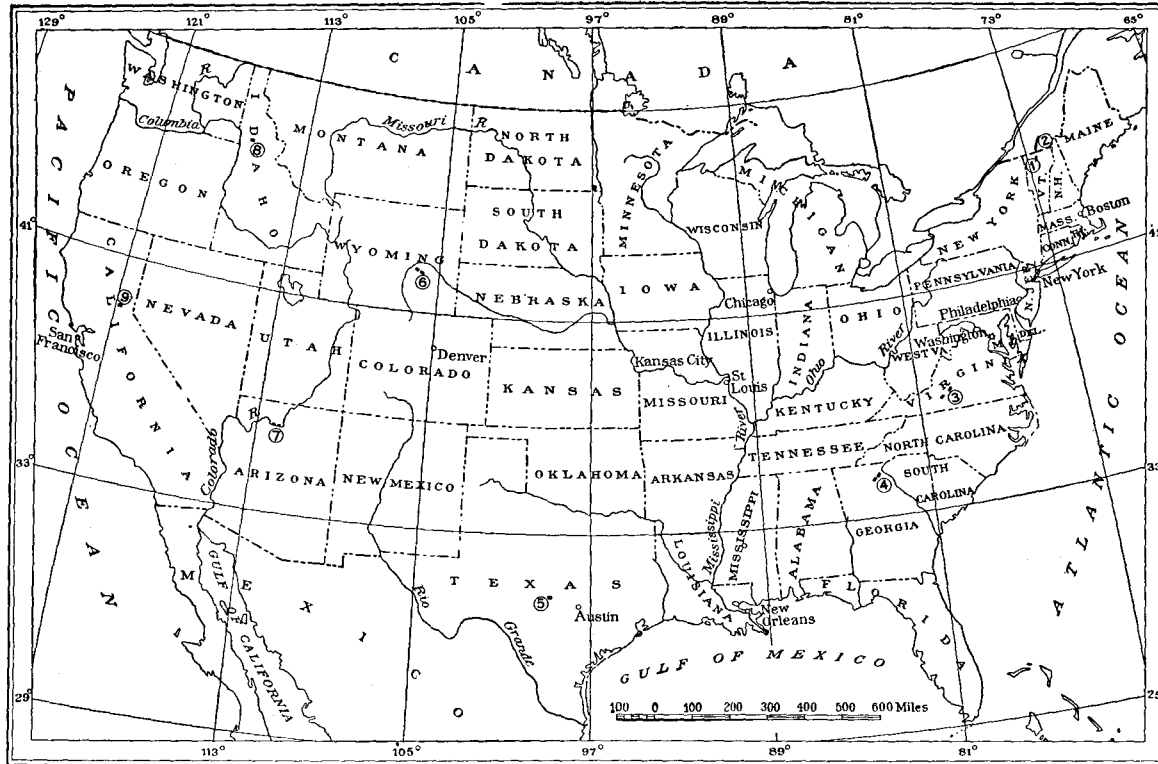 129° 121° 113° 105° 97° 89° 81° 73° 65°
C A N A D A
WASHINGTON
R
Columbia
OREGON
IDAHO
⑧
MONTANA
Missouri R
NORTH
DAKOTA
SOUTH
DAKOTA
MINNESOTA
MICHIGAN
WISCONSIN
②
①
MAINE
VT.
N.H.
NEW YORK
MASS.
Boston
CONN.
R.I.
41°
41°
PACIFIC OCEAN
CALIFORNIA
⑨
NEVADA
UTAH
WYOMING
⑥
NEBRASKA
IOWA
Chicago
ILLINOIS
INDIANA
OHIO
PENNSYLVANIA
New York
N.J.
Philadelphia
Washington
M D.
DEL.
WEST VIRGINIA
③
River
Ohio
San
Francisco
Denver
COLORADO
KANSAS
Kansas City
St
Louis
MISSOURI
KENTUCKY
R
⑦
Colorado
ARIZONA
NEW MEXICO
OKLAHOMA
ARKANSAS
River
Mississippi
TENNESSEE
NORTH CAROLINA
④
SOUTH
CAROLINA
33°
33°
ATLANTIC OCEAN
MISSISSIPPI
ALABAMA
GEORGIA
FLORIDA
LOUISIANA
New
Orleans
TEXAS
⑤
Austin
Rio
Grande
MEXICO
GULF OF CALIFORNIA
GULF OF MEXICO
29°
25°
100 0 100 200 300 400 500 600 Miles
113° 105° 97° 89° 81°